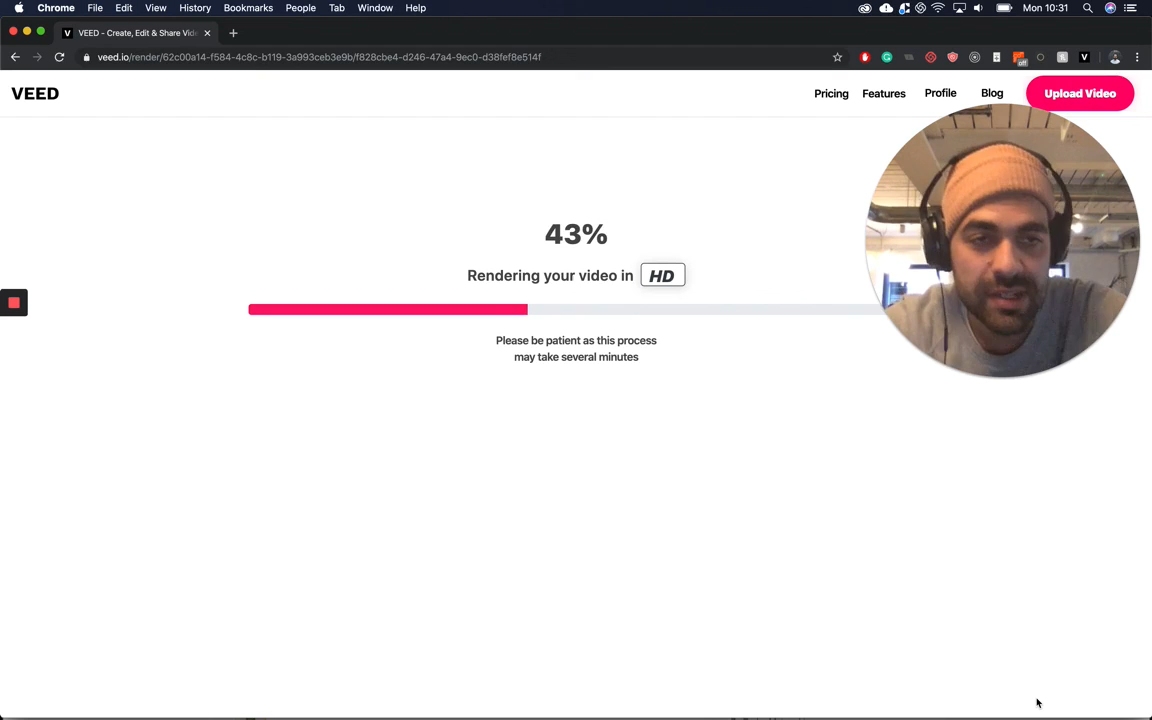 Chrome File Edit View History Bookmarks People Tab Window Help Mon 10:31
V VEED - Create, Edit & Share Vide
veed.io/render/62c00a14-f584-4c8c-b119-3a993ceb3e9b/f828cbe4-d246-47a4-9ec0-d38fef8e514f
off
V
VEED Pricing Features Profile Blog Upload Video
43%
Rendering your video in HD
Please be patient as this process
may take several minutes